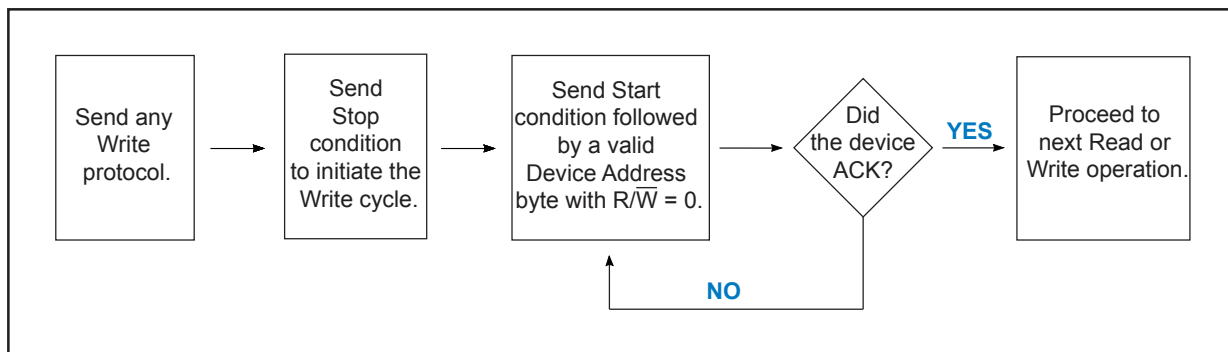 Send any
Write
protocol.
Send
Stop
condition
to initiate the
Write cycle.
Send Start
condition followed
by a valid
Device Address
byte with R/W̅ = 0.
Did
the device
ACK?
YES
Proceed to
next Read or
Write operation.
NO